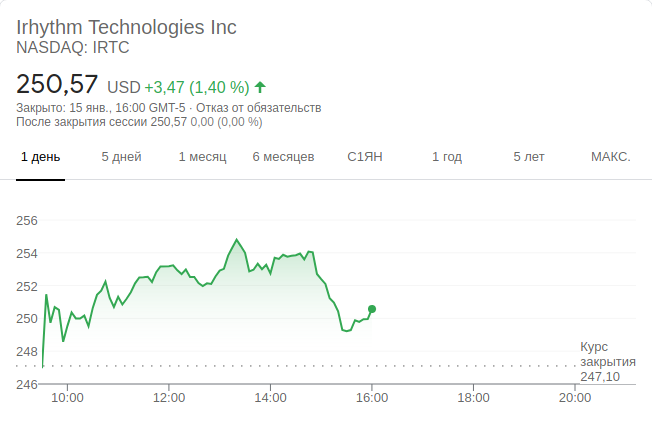 Irhythm Technologies Inc
NASDAQ: IRTC
250,57 USD +3,47 (1,40 %)
Закрыто: 15 янв., 16:00 GMT-5 · Отказ от обязательств
После закрытия сессии 250,57 0,00 (0,00 %)
1 день 5 дней 1 месяц 6 месяцев С1ЯН 1 год 5 лет МАКС.
256
254
252
250
248
246
Курс
закрытия
247,10
10:00 12:00 14:00 16:00 18:00 20:00